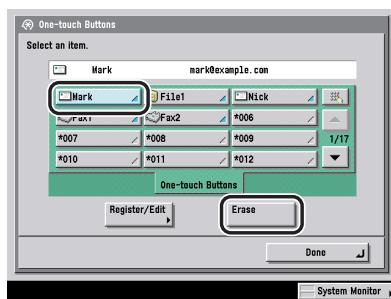 One-touch Buttons
Select an item.
Mark mark@example.com
Mark File1 Nick
Fax1 Fax2 *006
*007 *008 *009 1/17
*010 *011 *012
One-touch Buttons
Register/Edit Erase
Done
System Monitor